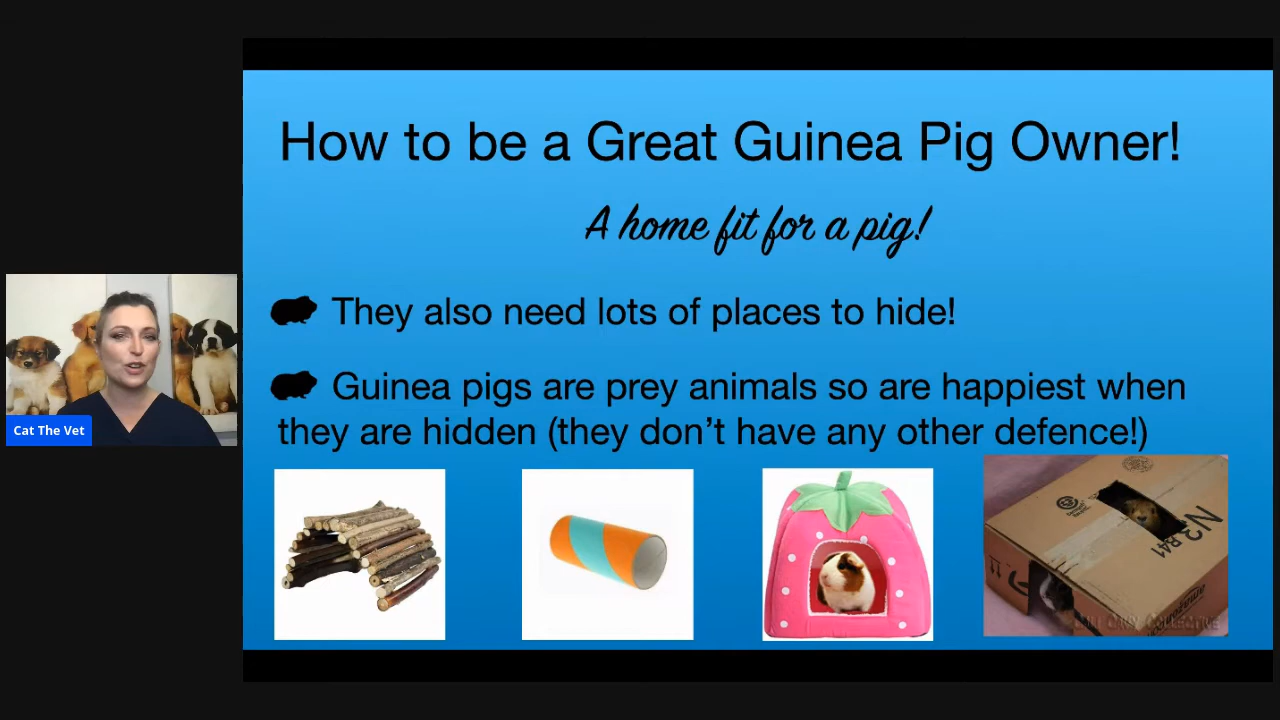 How to be a Great Guinea Pig Owner!
A home fit for a pig!
They also need lots of places to hide!
Guinea pigs are prey animals so are happiest when
they are hidden (they don't have any other defence!)
Cat The Vet
N3 R41